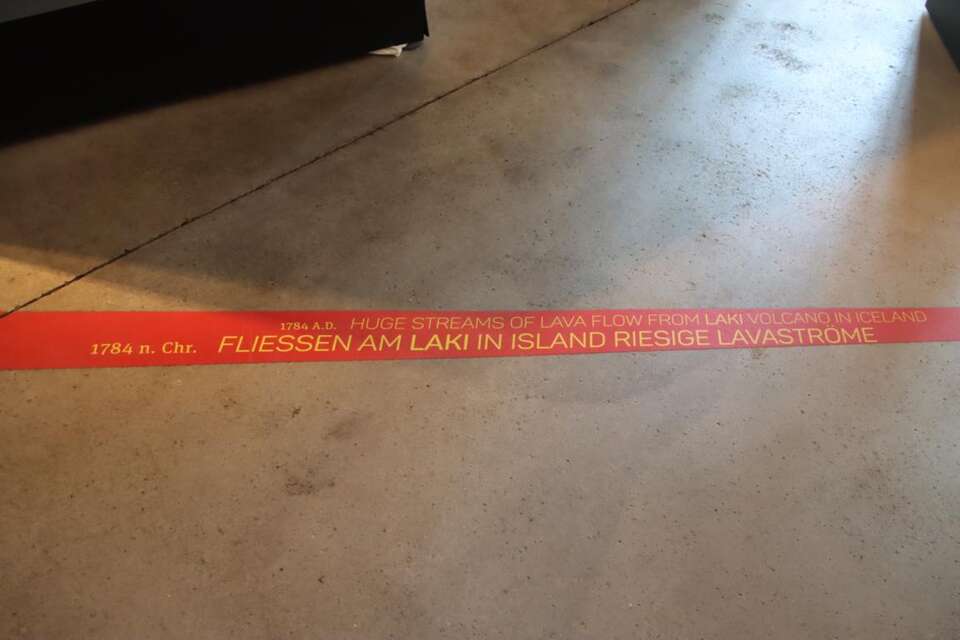 1784 A.D. HUGE STREAMS OF LAVA FLOW FROM LAKI VOLCANO IN ICELAND
1784 n. Chr. FLIESSEN AM LAKI IN ISLAND RIESIGE LAVASTRÖME